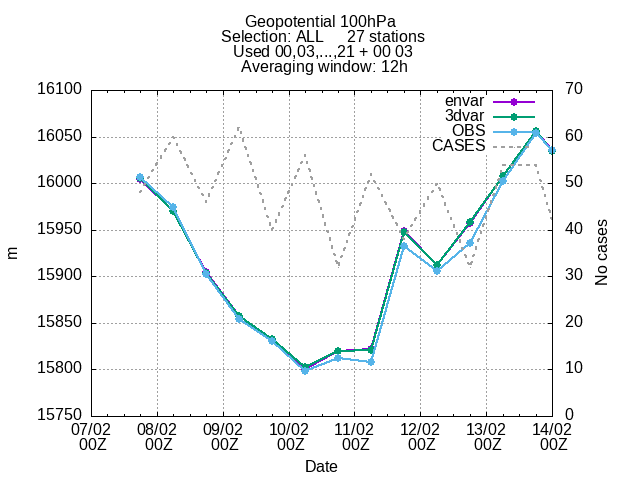 Geopotential 100hPa
Selection: ALL 27 stations
Used 00,03,...,21 + 00 03
Averaging window: 12h
16100
16050
16000
15950
15900
15850
15800
15750
m
70
60
50
40
30
20
10
0
No cases
envar
3dvar
OBS
CASES
07/02 08/02 09/02 10/02 11/02 12/02 13/02 14/02
00Z 00Z 00Z 00Z 00Z 00Z 00Z 00Z
Date